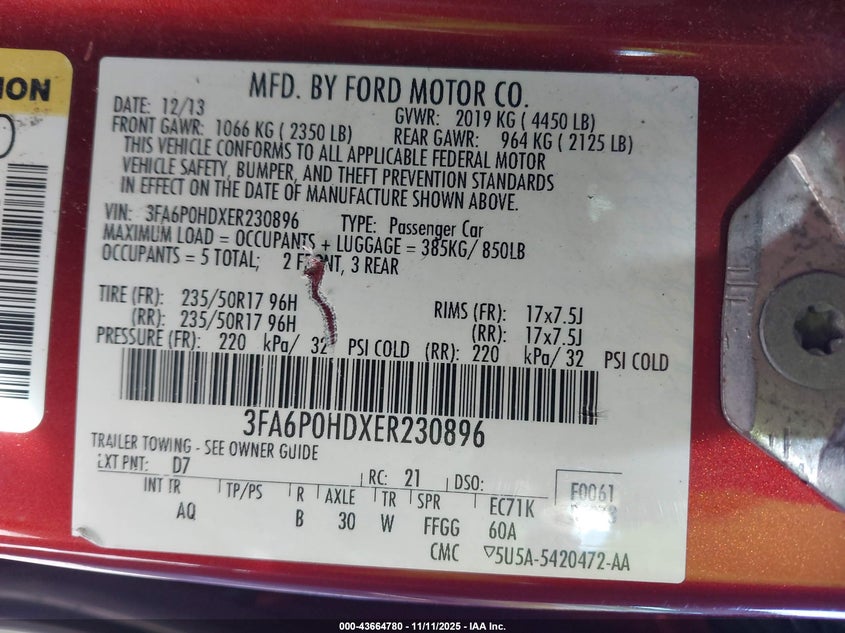 ION
MFD. BY FORD MOTOR CO.
DATE: 12/13 GVWR: 2019 KG ( 4450 LB)
FRONT GAWR: 1066 KG ( 2350 LB) REAR GAWR: 964 KG ( 2125 LB)
THIS VEHICLE CONFORMS TO ALL APPLICABLE FEDERAL MOTOR
VEHICLE SAFETY, BUMPER, AND THEFT PREVENTION STANDARDS
IN EFFECT ON THE DATE OF MANUFACTURE SHOWN ABOVE.
VIN: 3FA6P0HDXER230896 TYPE: Passenger Car
MAXIMUM LOAD = OCCUPANTS + LUGGAGE = 385KG/ 850LB
OCCUPANTS = 5 TOTAL; 2 FRONT, 3 REAR
TIRE (FR): 235/50R17 96H RIMS (FR): 17x7.5J
(RR): 235/50R17 96H (RR): 17x7.5J
PRESSURE (FR): 220 kPa/ 32 PSI COLD (RR): 220 kPa/ 32 PSI COLD
3FA6P0HDXER230896
TRAILER TOWING - SEE OWNER GUIDE
EXT PNT: D7 RC: 21 DSO:
INT TR TP/PS R AXLE TR SPR EC71K F0061
AQ B 30 W FFGG 60A
CMC ▽5U5A-5420472-AA
000-43664780 - 11/11/2025 - IAA Inc.